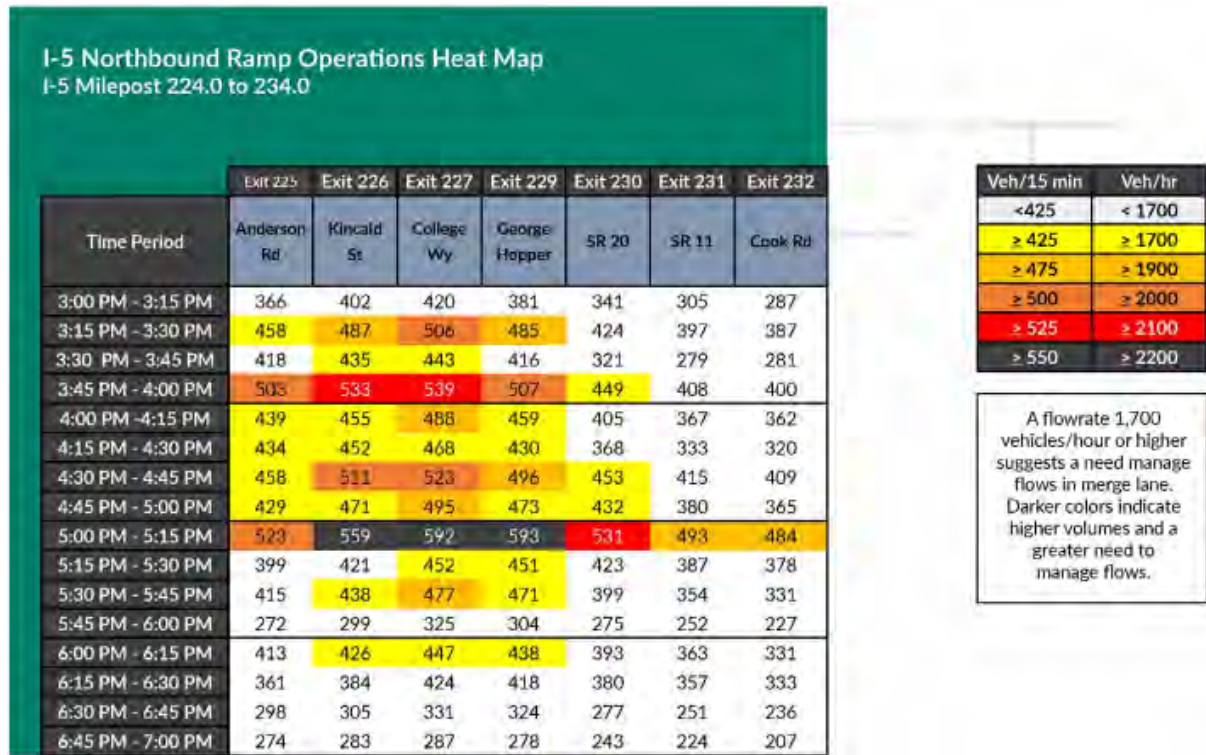 I-5 Northbound Ramp Operations Heat Map
I-5 Milepost 224.0 to 234.0
Exit 225 Exit 226 Exit 227 Exit 229 Exit 230 Exit 231 Exit 232
Time Period Anderson Rd Kincaid St College Wy George Hopper SR 20 SR 11 Cook Rd
3:00 PM - 3:15 PM 366 402 420 381 341 305 287
3:15 PM - 3:30 PM 458 487 506 485 424 397 387
3:30 PM - 3:45 PM 418 435 443 416 321 279 281
3:45 PM - 4:00 PM 503 533 539 507 449 408 400
4:00 PM -4:15 PM 439 455 488 459 405 367 362
4:15 PM - 4:30 PM 434 452 468 430 368 333 320
4:30 PM - 4:45 PM 458 511 523 496 453 415 409
4:45 PM - 5:00 PM 429 471 495 473 432 380 365
5:00 PM - 5:15 PM 523 559 592 593 531 493 484
5:15 PM - 5:30 PM 399 421 452 451 423 387 378
5:30 PM - 5:45 PM 415 438 477 471 399 354 331
5:45 PM - 6:00 PM 272 299 325 304 275 252 227
6:00 PM - 6:15 PM 413 426 447 438 393 363 331
6:15 PM - 6:30 PM 361 384 424 418 380 357 333
6:30 PM - 6:45 PM 298 305 331 324 277 251 236
6:45 PM - 7:00 PM 274 283 287 278 243 224 207
Veh/15 min Veh/hr
<425 < 1700
≥ 425 ≥ 1700
≥ 475 ≥ 1900
≥ 500 ≥ 2000
≥ 525 ≥ 2100
≥ 550 ≥ 2200
A flowrate 1,700
vehicles/hour or higher
suggests a need manage
flows in merge lane.
Darker colors indicate
higher volumes and a
greater need to
manage flows.